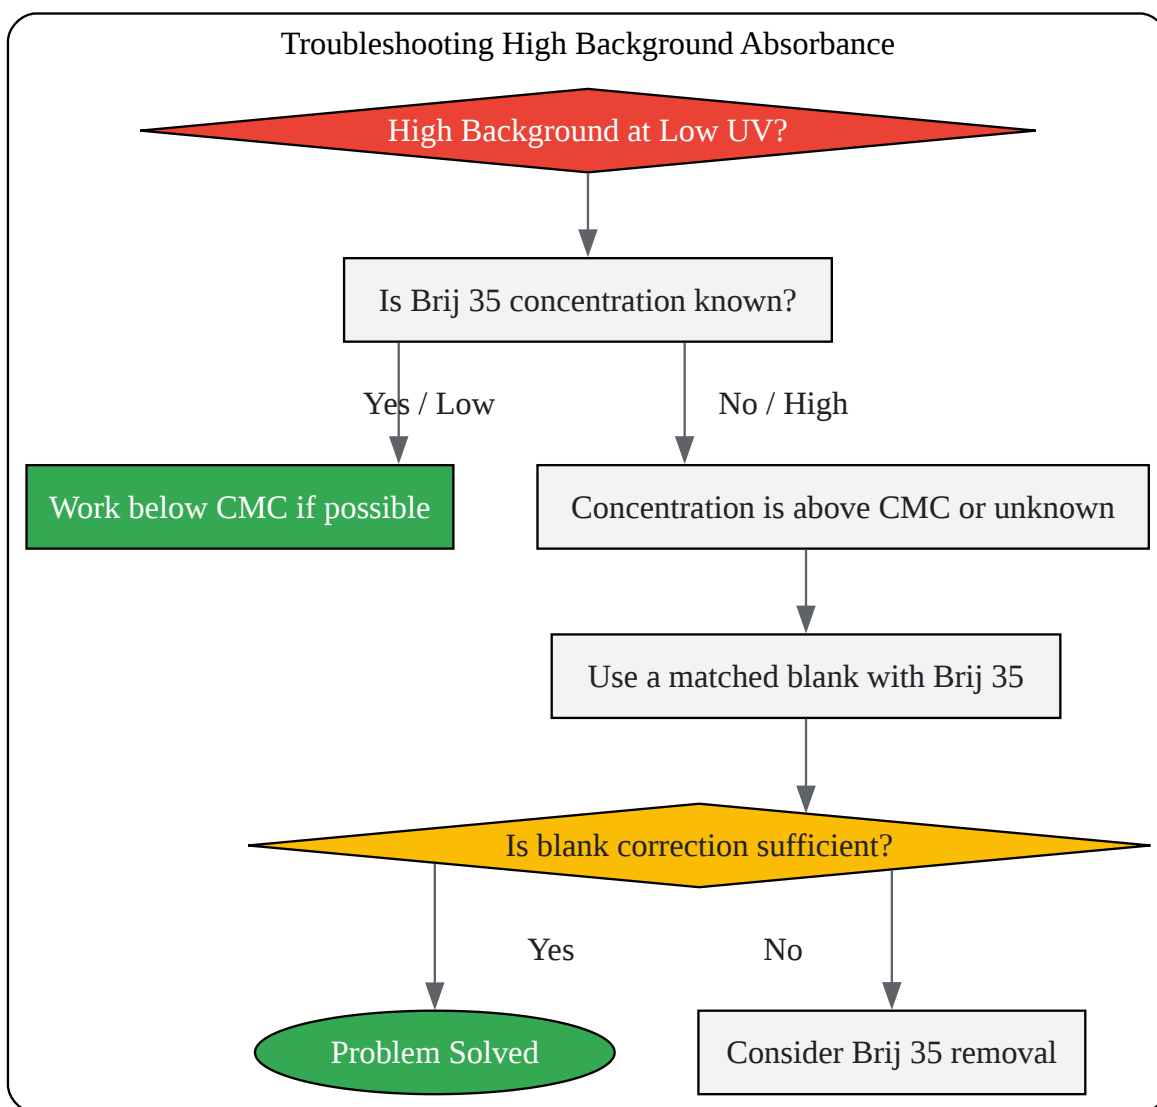 Troubleshooting High Background Absorbance
High Background at Low UV?
Is Brij 35 concentration known?
Yes / Low
No / High
Work below CMC if possible
Concentration is above CMC or unknown
Use a matched blank with Brij 35
Is blank correction sufficient?
Yes
No
Problem Solved
Consider Brij 35 removal